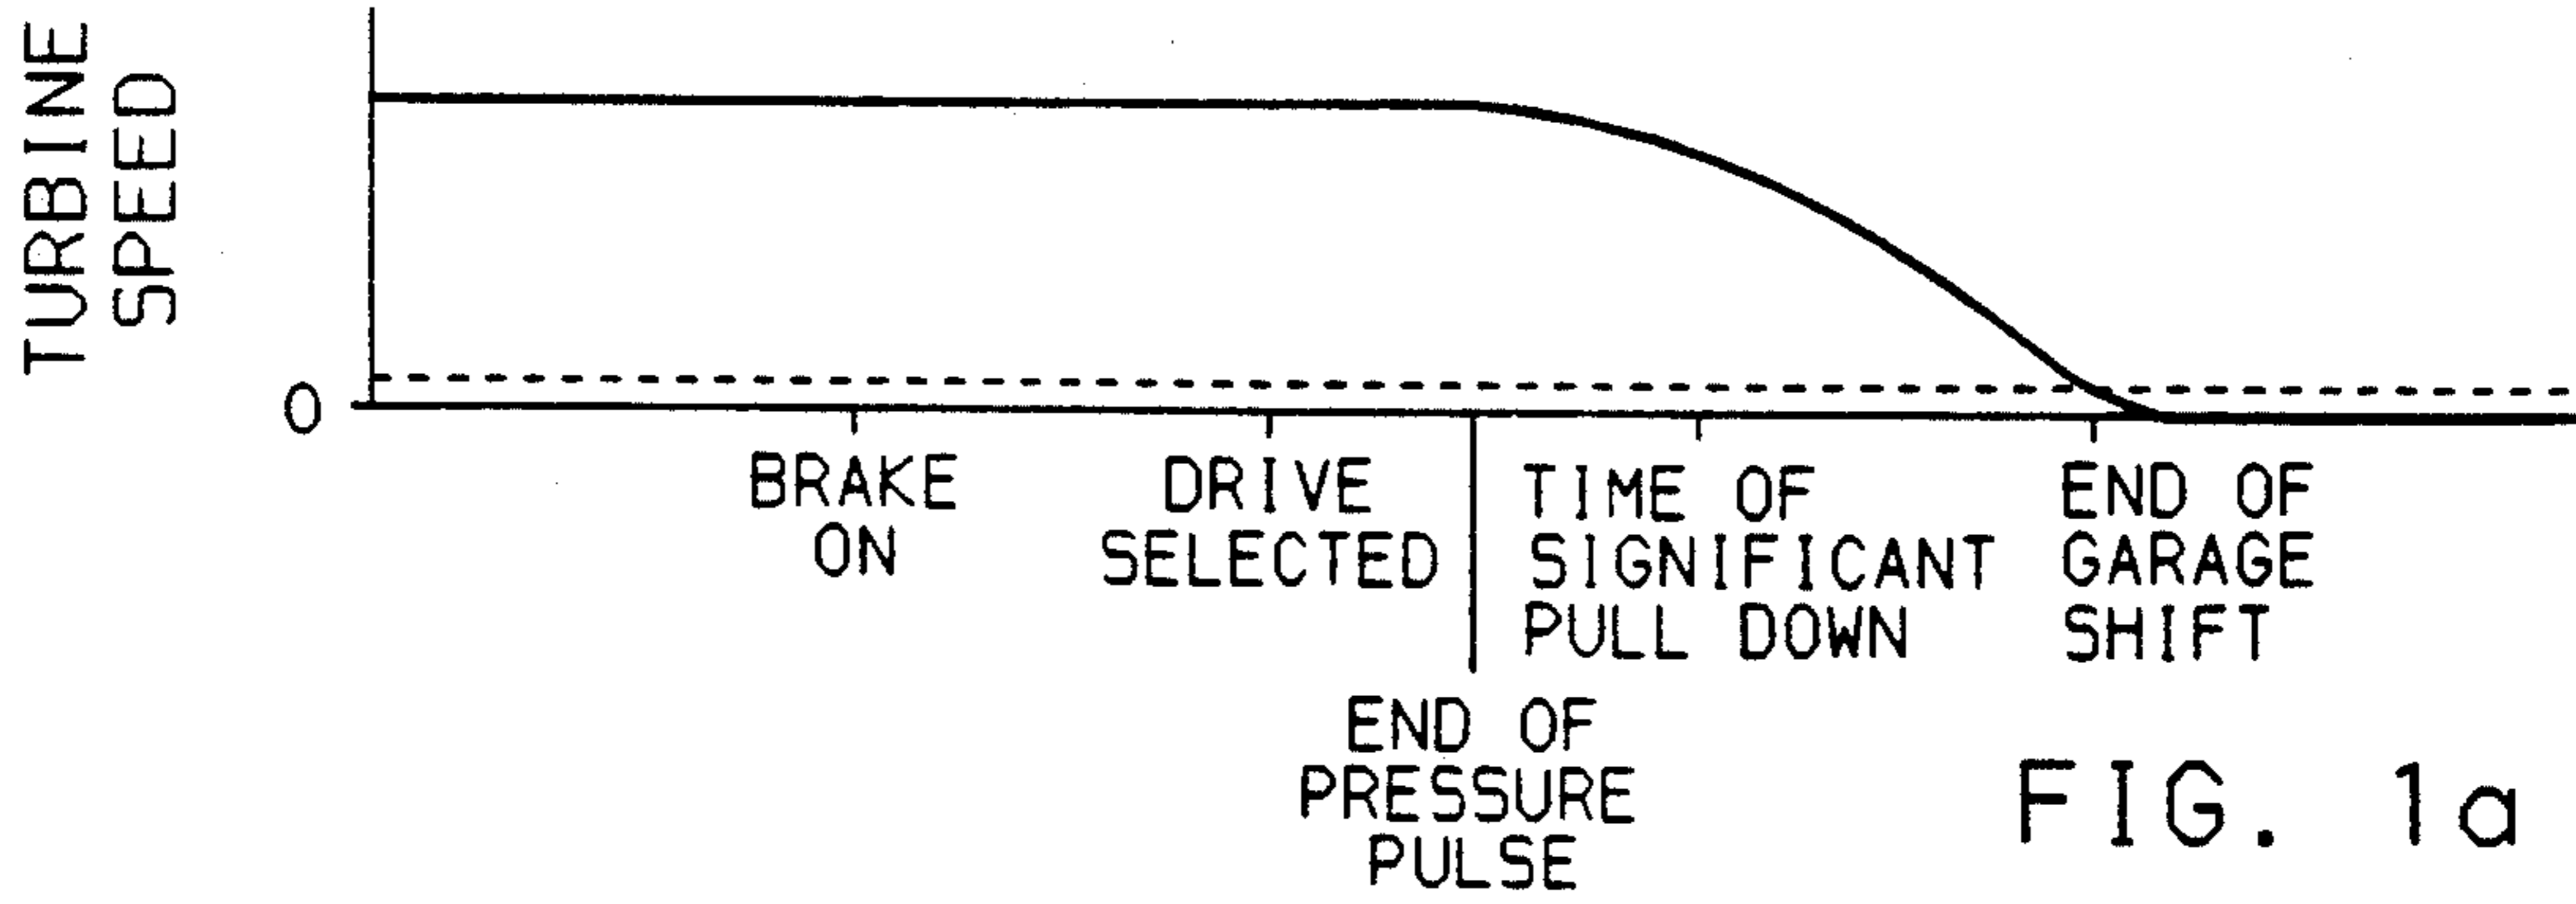 TURBINE
SPEED
0
BRAKE
ON
DRIVE
SELECTED
TIME OF
SIGNIFICANT
PULL DOWN
END OF
GARAGE
SHIFT
END OF
PRESSURE
PULSE
FIG. 1a